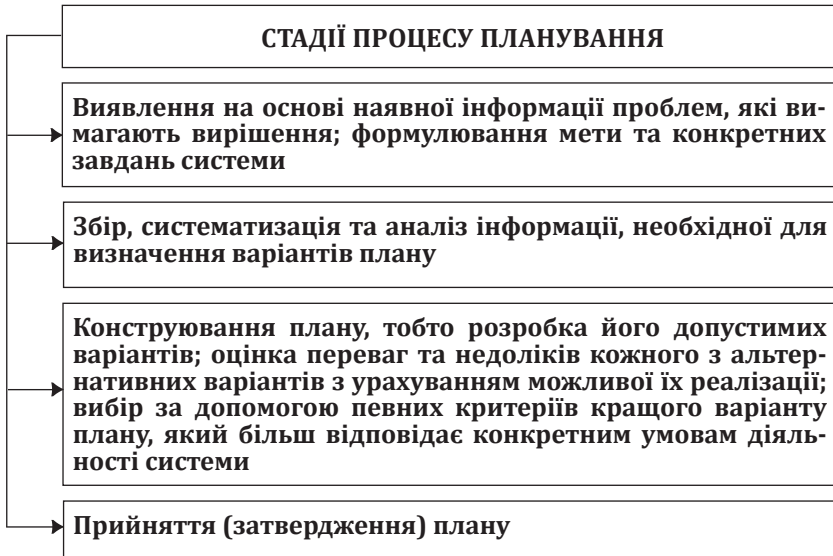 СТАДІЇ ПРОЦЕСУ ПЛАНУВАННЯ
Виявлення на основі наявної інформації проблем, які ви-
магають вирішення; формулювання мети та конкретних
завдань системи
Збір, систематизація та аналіз інформації, необхідної для
визначення варіантів плану
Конструювання плану, тобто розробка його допустимих
варіантів; оцінка переваг та недоліків кожного з альтер-
нативних варіантів з урахуванням можливої їх реалізації;
вибір за допомогою певних критеріїв кращого варіанту
плану, який більш відповідає конкретним умовам діяль-
ності системи
Прийняття (затвердження) плану